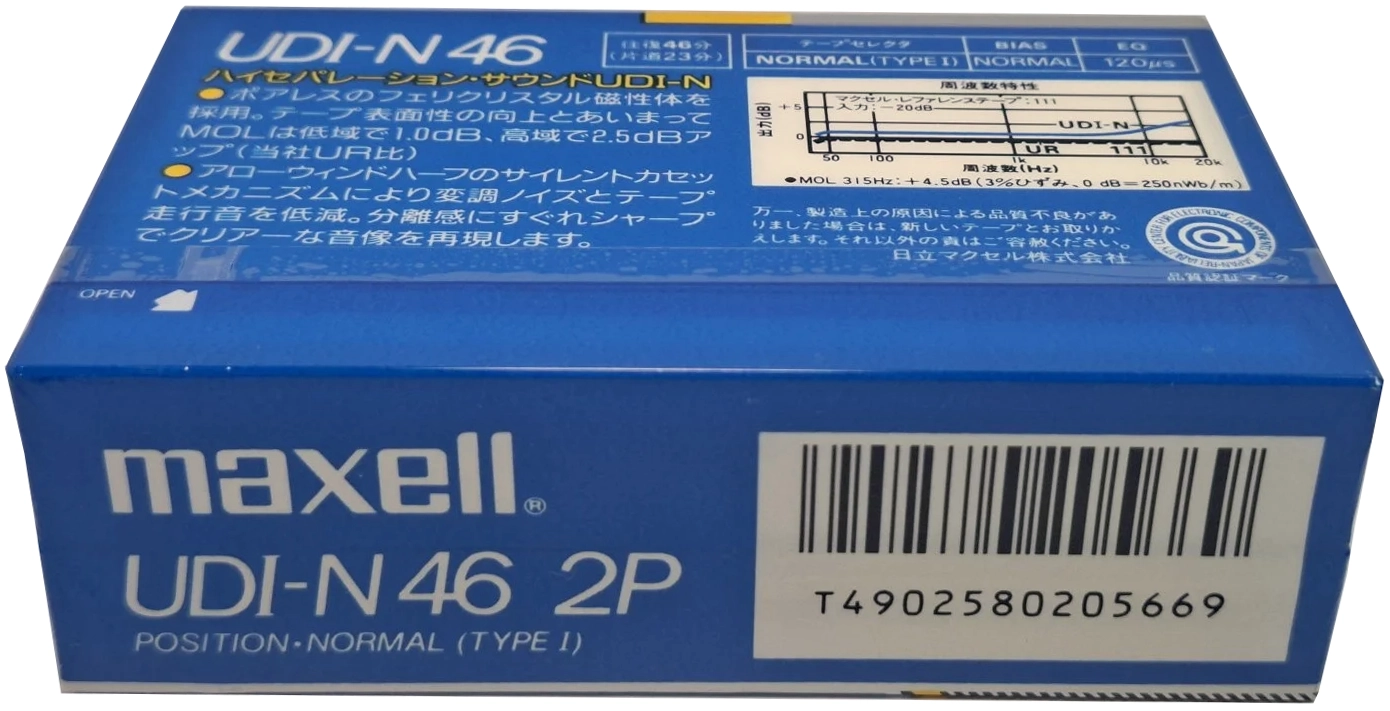 UDI-N 46
往復46分
(片道23分)
テープセレクタ BIAS EQ
NORMAL(TYPE I) NORMAL 120μs
ハイセパレーション・サウンドUDI-N
●ポアレスのフェリクリスタル磁性体を
採用。テープ表面性の向上とあいまって
MOLは低域で1.0dB、高域で2.5dBア
ップ(当社UR比)
●アローウィンドハーフのサイレントカセッ
トメカニズムにより変調ノイズとテープ
走行音を低減。分離感にすぐれシャープ
でクリアーな音像を再現します。
周波数特性
マクセル・レファレンステープ:111
入力:-20dB
出力(dB)
+5
0
UDI-N
UR 111
50 100 1k 10k 20k
周波数(Hz)
●MOL 315Hz:+4.5dB(3%ひずみ、0 dB=250nWb/m)
万一、製造上の原因による品質不良があ
りました場合は、新しいテープとお取りか
えします。それ以外の責はご容赦ください。
日立マクセル株式会社
CENTER FOR ELECTRONIC COMPONENTS OF JAPAN-RELIABILITY
OPEN
maxell®
UDI-N 46 2P
POSITION・NORMAL (TYPE I)
T4902580205669